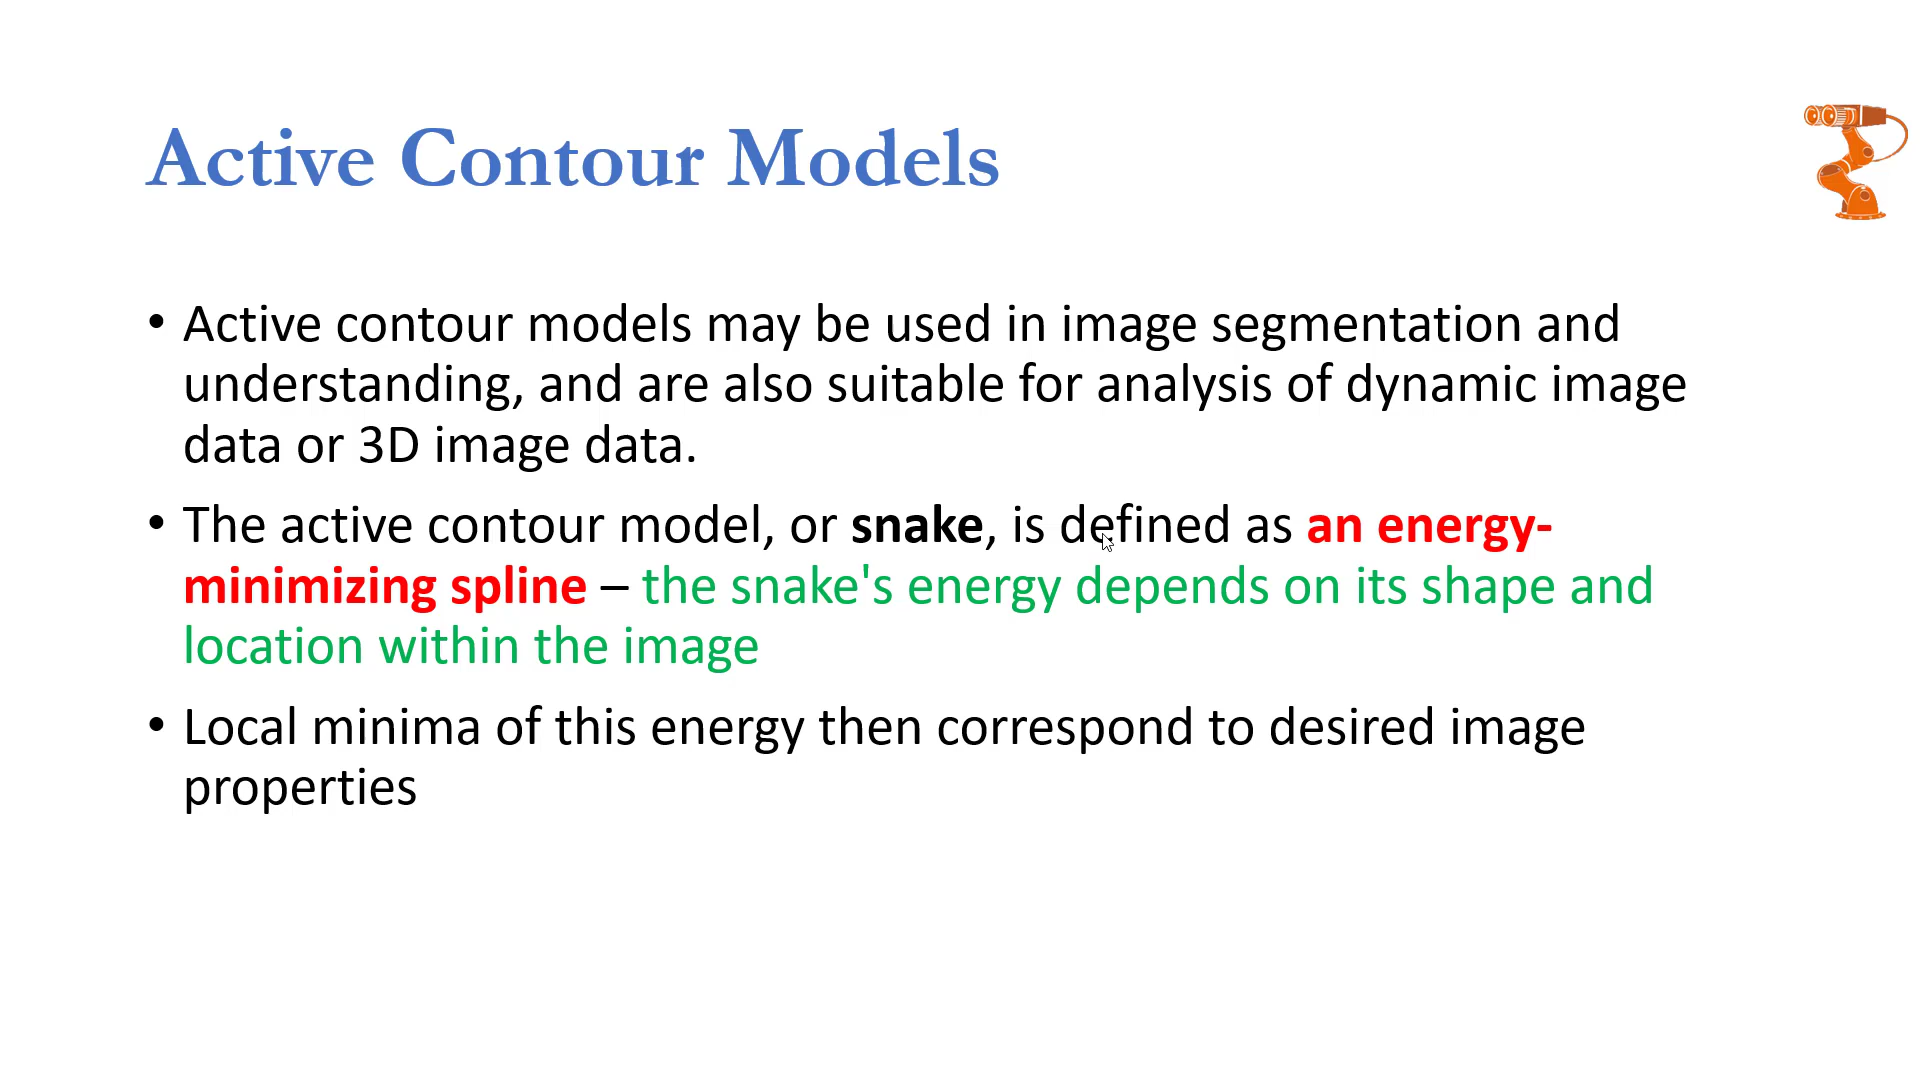 Active Contour Models
• Active contour models may be used in image segmentation and
understanding, and are also suitable for analysis of dynamic image
data or 3D image data.
• The active contour model, or snake, is defined as an energy-
minimizing spline – the snake's energy depends on its shape and
location within the image
• Local minima of this energy then correspond to desired image
properties